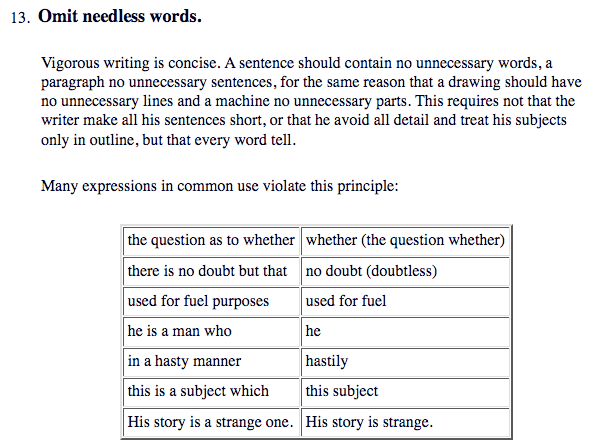 13. Omit needless words.
Vigorous writing is concise. A sentence should contain no unnecessary words, a
paragraph no unnecessary sentences, for the same reason that a drawing should have
no unnecessary lines and a machine no unnecessary parts. This requires not that the
writer make all his sentences short, or that he avoid all detail and treat his subjects
only in outline, but that every word tell.
Many expressions in common use violate this principle:
the question as to whether whether (the question whether)
there is no doubt but that no doubt (doubtless)
used for fuel purposes used for fuel
he is a man who he
in a hasty manner hastily
this is a subject which this subject
His story is a strange one. His story is strange.